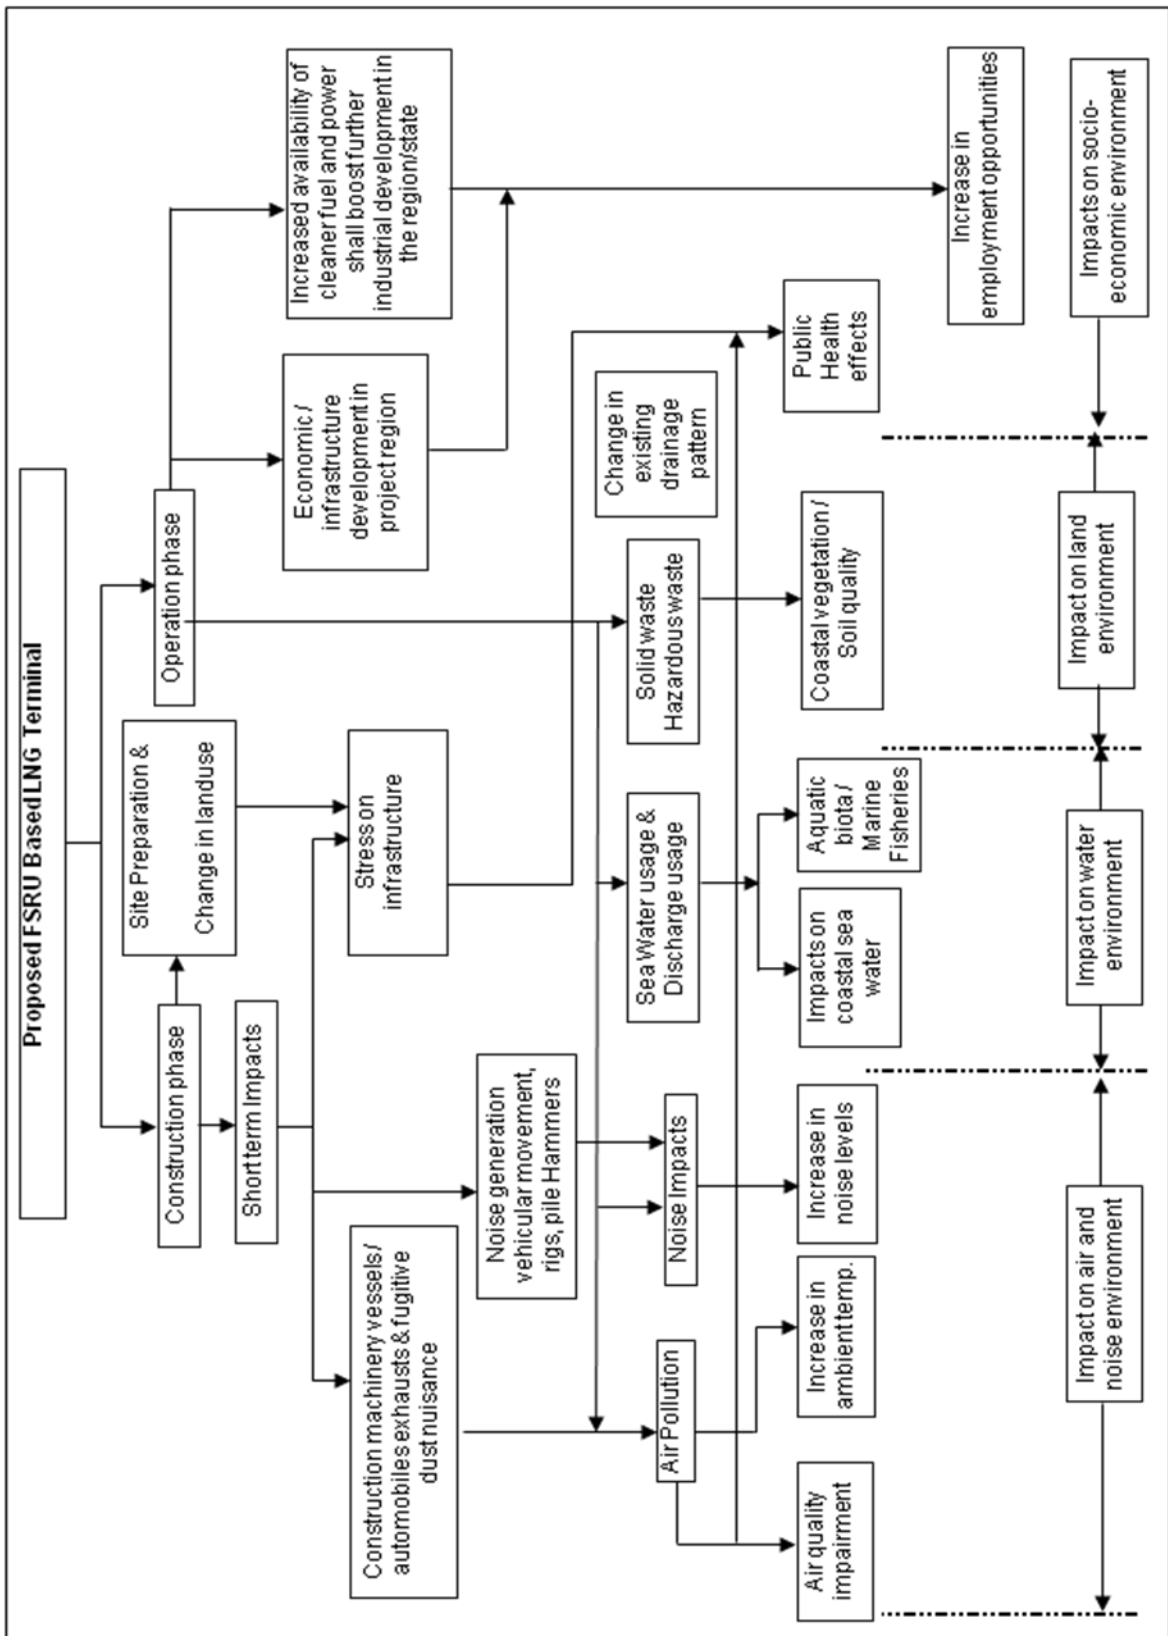 Proposed FSRU Based LNG Terminal
Construction phase
Site Preparation &
Change in landuse
Operation phase
Short term Impacts
Construction machinery vessels /
automobiles exhausts & fugitive
dust nuisance
Noise generation
vehicular movement,
rigs, pile Hammers
Stress on
infrastructure
Economic /
infrastructure
development in
project region
Increased availability of
cleaner fuel and power
shall boost further
industrial development in
the region/state
Air Pollution
Noise Impacts
Sea Water usage &
Discharge usage
Solid waste
Hazardous waste
Change in
existing
drainage
pattern
Air quality
impairment
Increase in
ambient temp.
Increase in
noise levels
Impacts on
coastal sea
water
Aquatic
biota /
Marine
Fisheries
Coastal vegetation /
Soil quality
Public
Health
effects
Increase in
employment opportunities
Impact on air and
noise environment
Impact on water
environment
Impact on land
environment
Impacts on socio-
economic environment